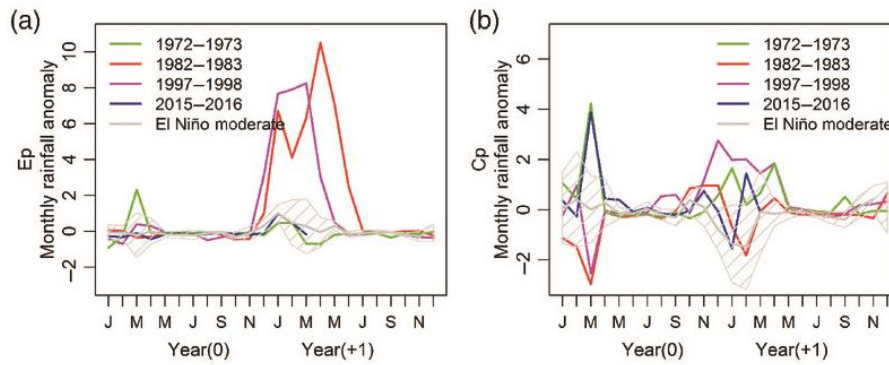 (a)
Ep
Monthly rainfall anomaly
10
8
6
4
2
0
−2
1972−1973
1982−1983
1997−1998
2015−2016
El Niño moderate
J M M J S N J M M J S N
Year(0) Year(+1)
(b)
Cp
Monthly rainfall anomaly
6
4
2
0
−2
1972−1973
1982−1983
1997−1998
2015−2016
El Niño moderate
J M M J S N J M M J S N
Year(0) Year(+1)